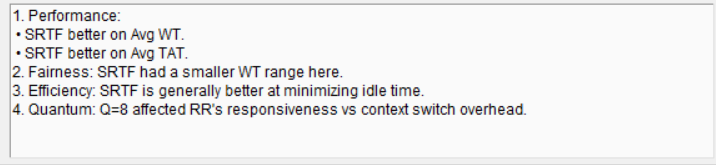 1. Performance:
• SRTF better on Avg WT.
• SRTF better on Avg TAT.
2. Fairness: SRTF had a smaller WT range here.
3. Efficiency: SRTF is generally better at minimizing idle time.
4. Quantum: Q=8 affected RR's responsiveness vs context switch overhead.